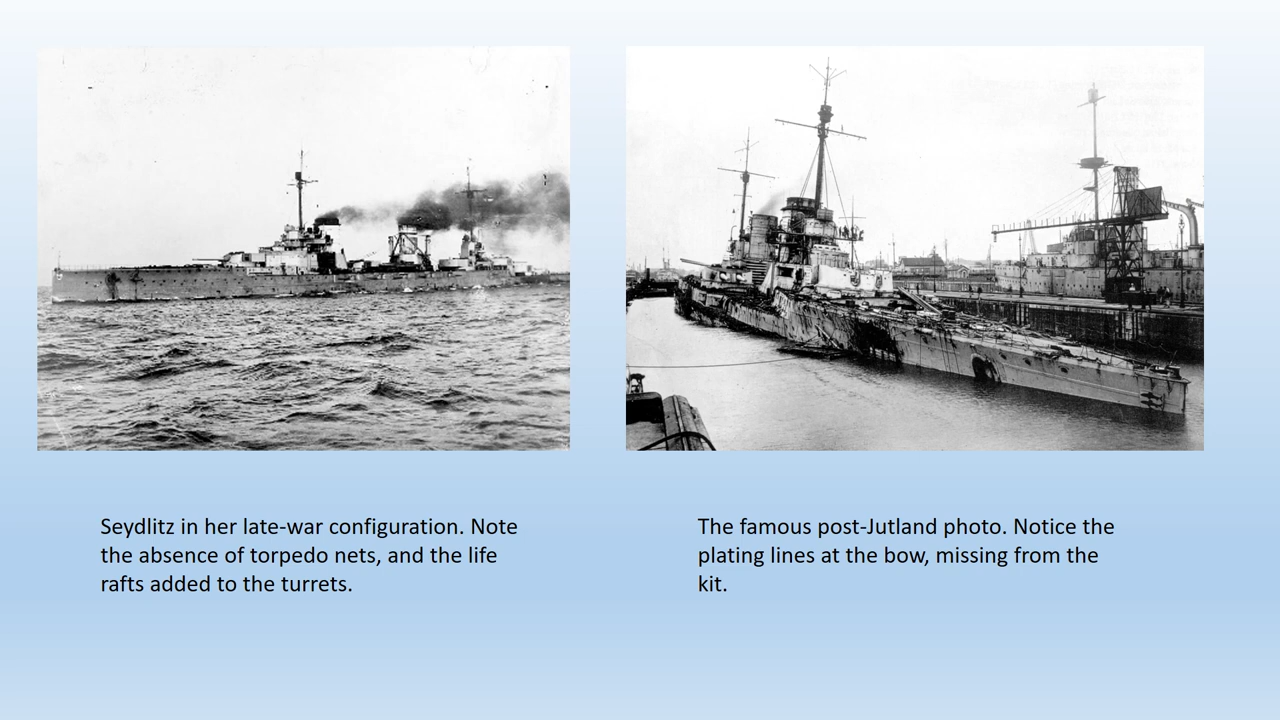 Seydlitz in her late-war configuration. Note
the absence of torpedo nets, and the life
rafts added to the turrets.
The famous post-Jutland photo. Notice the
plating lines at the bow, missing from the
kit.